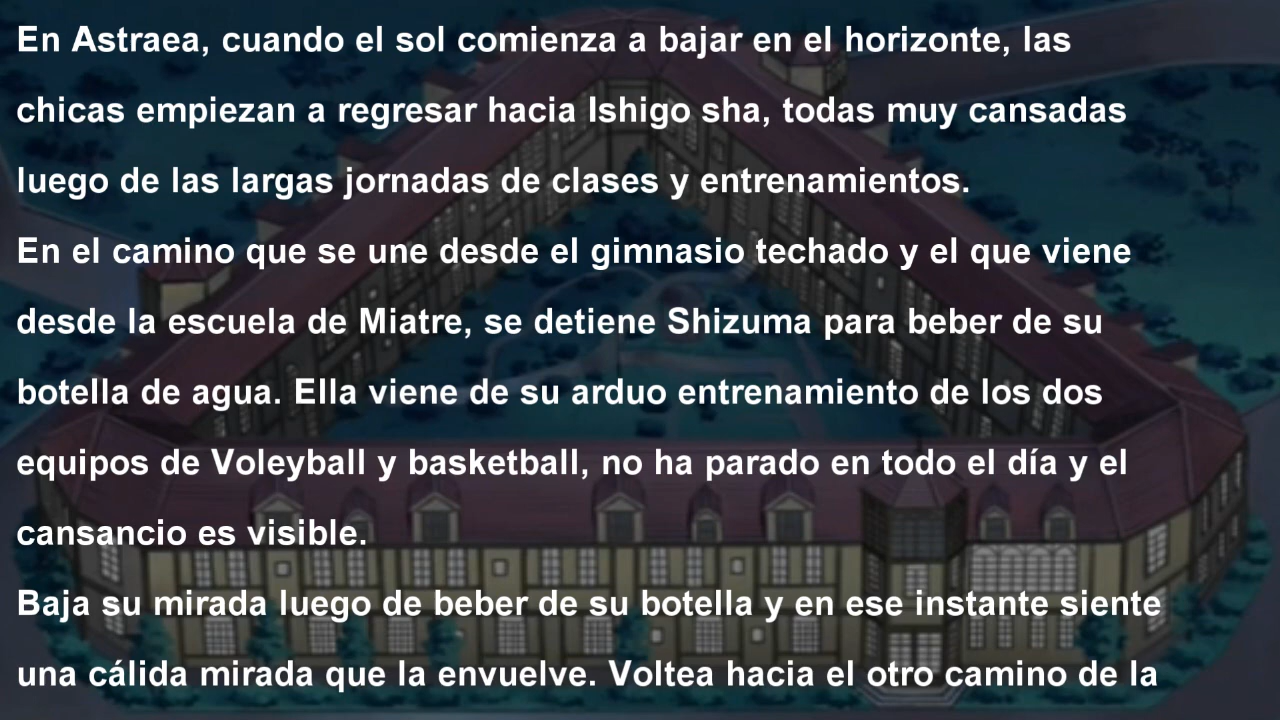 En Astraea, cuando el sol comienza a bajar en el horizonte, las
chicas empiezan a regresar hacia Ishigo sha, todas muy cansadas
luego de las largas jornadas de clases y entrenamientos.
En el camino que se une desde el gimnasio techado y el que viene
desde la escuela de Miatre, se detiene Shizuma para beber de su
botella de agua. Ella viene de su arduo entrenamiento de los dos
equipos de Voleyball y basketball, no ha parado en todo el día y el
cansancio es visible.
Baja su mirada luego de beber de su botella y en ese instante siente
una cálida mirada que la envuelve. Voltea hacia el otro camino de la